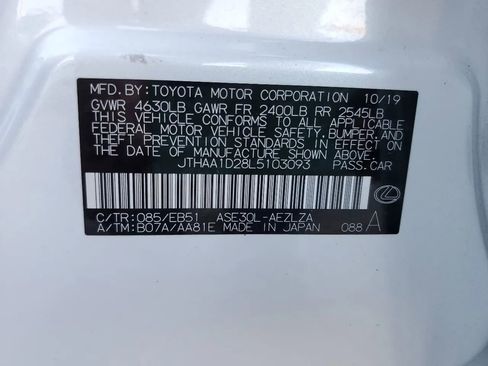 MFD. BY: TOYOTA MOTOR CORPORATION 10/19
GVWR 4630LB GAWR FR 2400LB RR 2545LB
THIS VEHICLE CONFORMS TO ALL APPLICABLE
FEDERAL MOTOR VEHICLE SAFETY, BUMPER, AND
THEFT PREVENTION STANDARDS IN EFFECT ON
THE DATE OF MANUFACTURE SHOWN ABOVE.
JTHAA1D28L5103093 PASS.CAR
C/TR: 085/EB51 ASE30L-AEZLZA
A/TM: B07A/AA81E MADE IN JAPAN 088 A